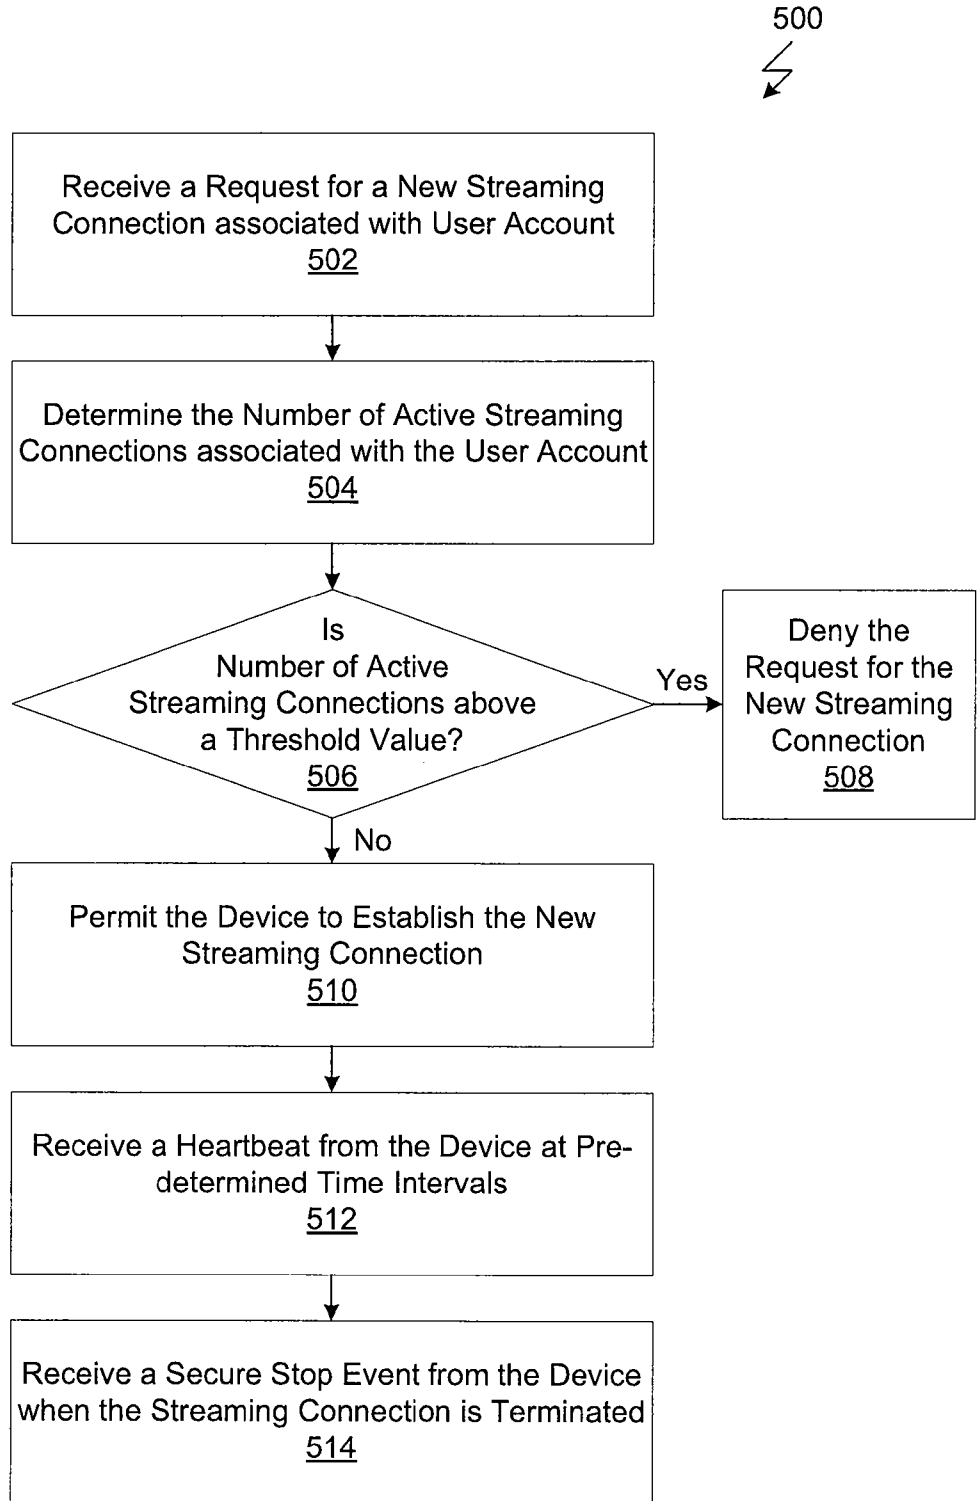 500
Receive a Request for a New Streaming
Connection associated with User Account
502
Determine the Number of Active Streaming
Connections associated with the User Account
504
Is
Number of Active
Streaming Connections above
a Threshold Value?
506
Yes
Deny the
Request for the
New Streaming
Connection
508
No
Permit the Device to Establish the New
Streaming Connection
510
Receive a Heartbeat from the Device at Pre-
determined Time Intervals
512
Receive a Secure Stop Event from the Device
when the Streaming Connection is Terminated
514